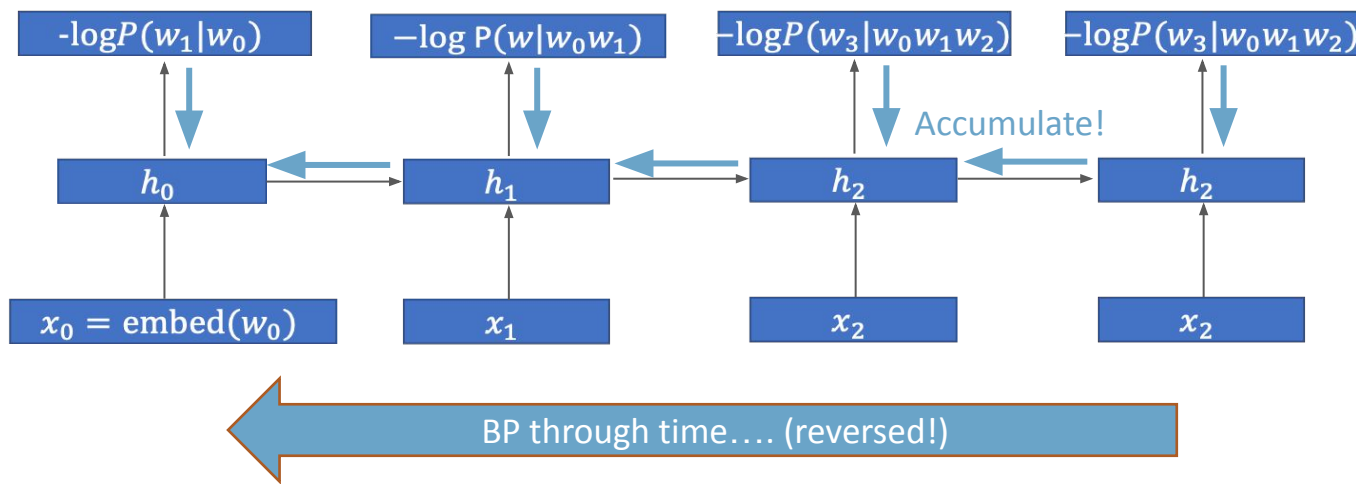 -logP(w₁|w₀)
−log P(w|w₀w₁)
−logP(w₃|w₀w₁w₂)
−logP(w₃|w₀w₁w₂)
Accumulate!
h₀
h₁
h₂
h₂
x₀ = embed(w₀)
x₁
x₂
x₂
BP through time…. (reversed!)